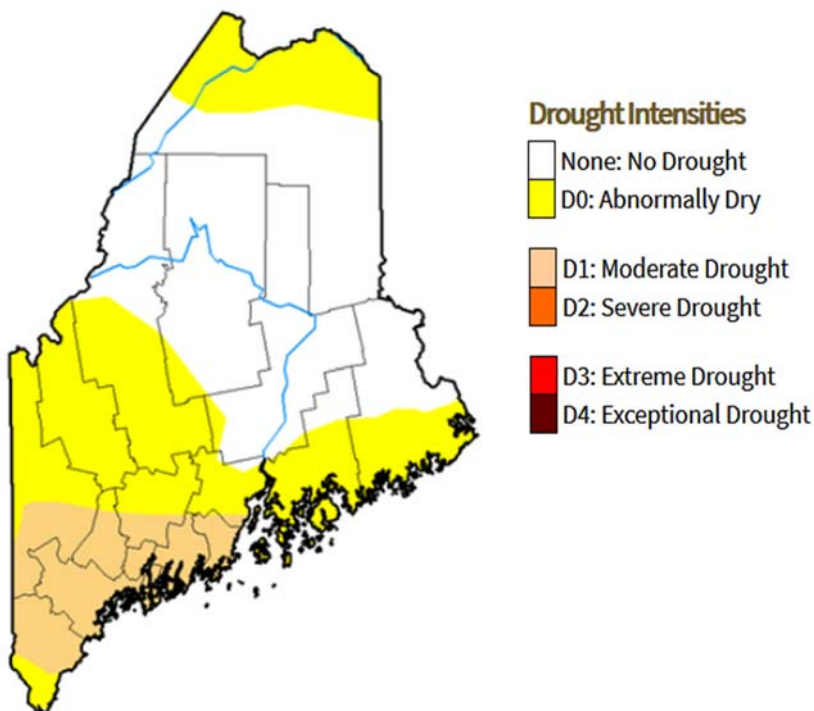 Drought Intensities
None: No Drought
D0: Abnormally Dry
D1: Moderate Drought
D2: Severe Drought
D3: Extreme Drought
D4: Exceptional Drought